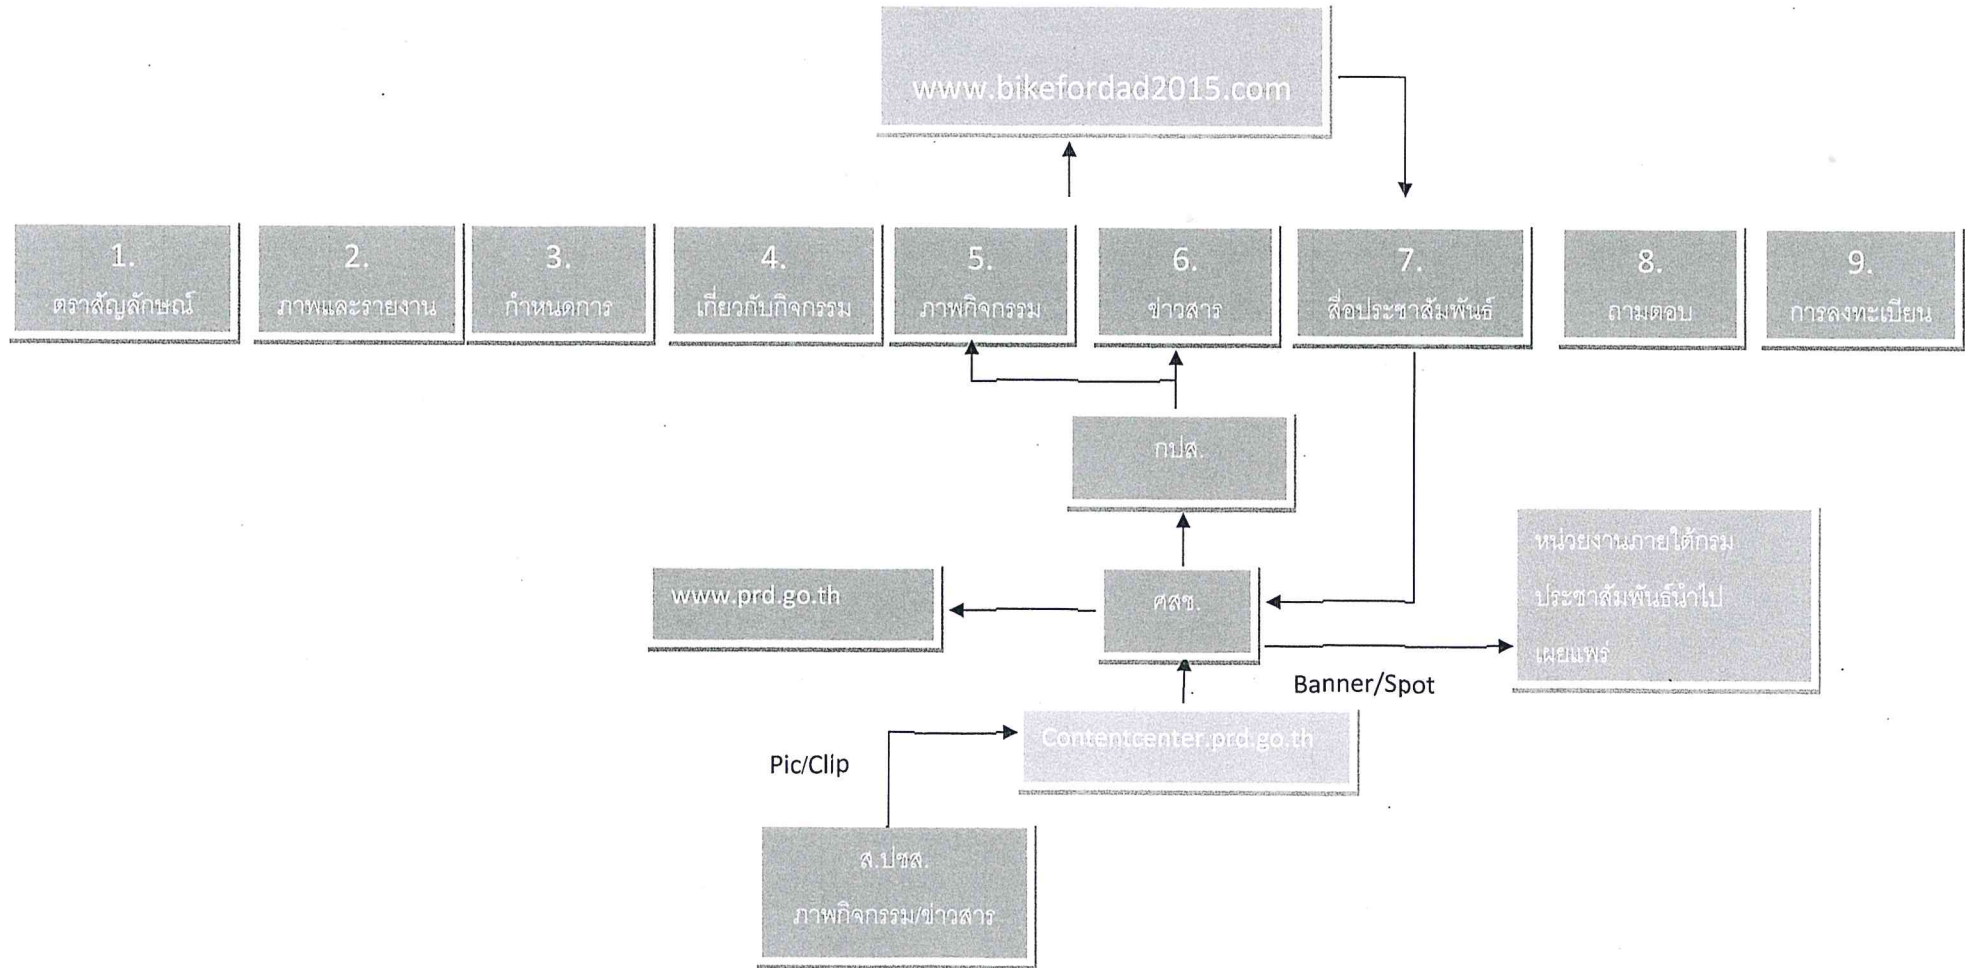 www.bikefordad2015.com
1.
ตราสัญลักษณ์
2.
ภาพและรายงาน
3.
กำหนดการ
4.
เกี่ยวกับกิจกรรม
5.
ภาพกิจกรรม
6.
ข่าวสาร
7.
สื่อประชาสัมพันธ์
8.
ถามตอบ
9.
การลงทะเบียน
กปส.
หน่วยงานภายใต้กรม
ประชาสัมพันธ์นำไป
เผยแพร่
www.prd.go.th
ศสช.
Banner/Spot
Contentcenter.prd.go.th
Pic/Clip
ส.ปชส.
ภาพกิจกรรม/ข่าวสาร